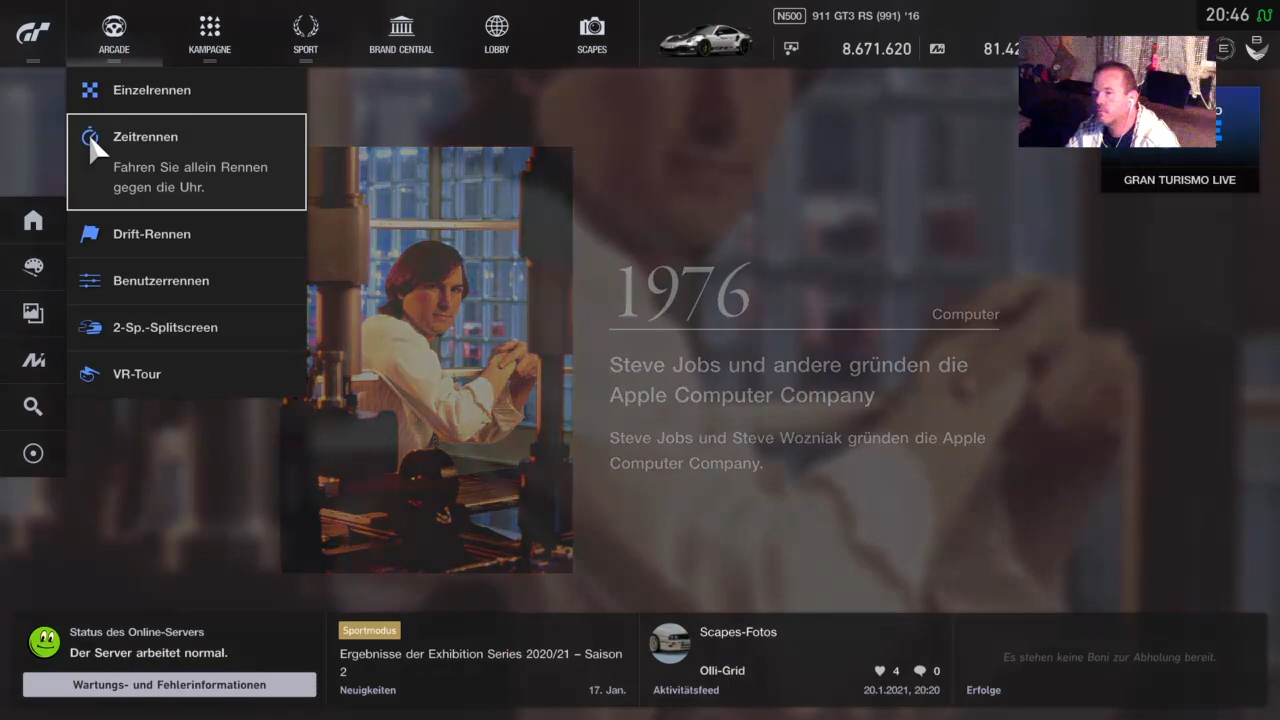 ARCADE
KAMPAGNE
SPORT
BRAND CENTRAL
LOBBY
SCAPES
N500 911 GT3 RS (991) '16
8.671.620
81.42
20:46
Einzelrennen
Zeitrennen
Fahren Sie allein Rennen
gegen die Uhr.
Drift-Rennen
Benutzerrennen
2-Sp.-Splitscreen
VR-Tour
GRAN TURISMO LIVE
1976
Computer
Steve Jobs und andere gründen die
Apple Computer Company
Steve Jobs und Steve Wozniak gründen die Apple
Computer Company.
Status des Online-Servers
Der Server arbeitet normal.
Wartungs- und Fehlerinformationen
Sportmodus
Ergebnisse der Exhibition Series 2020/21 – Saison
2
Neuigkeiten
17. Jan.
Scapes-Fotos
Olli-Grid
4
0
Aktivitätsfeed
20.1.2021, 20:20
Es stehen keine Boni zur Abholung bereit.
Erfolge